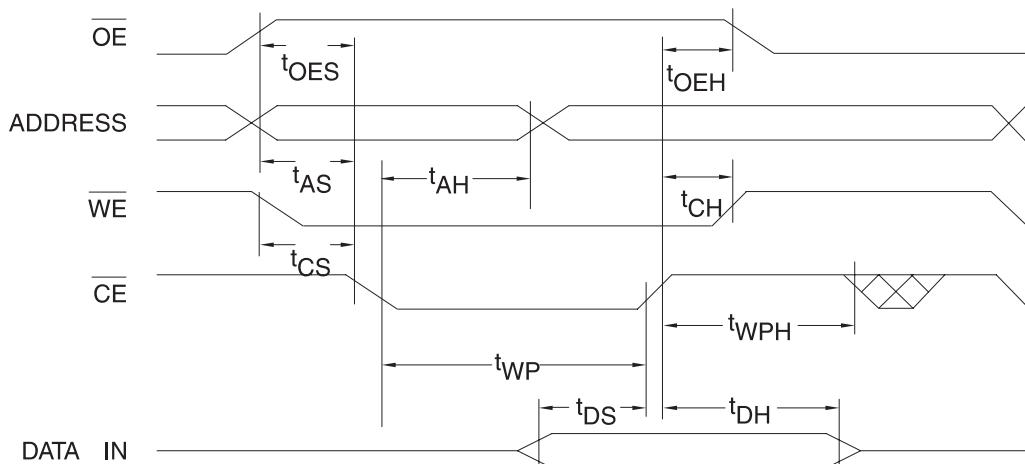 OE
tOES
tOEH
ADDRESS
tAS
tAH
WE
tCH
tCS
CE
tWPH
tWP
tDS
tDH
DATA IN